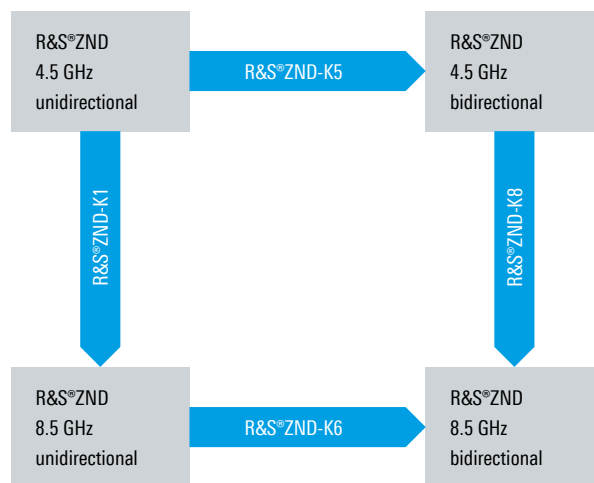 R&S®ZND
4.5 GHz
unidirectional
R&S®ZND-K5
R&S®ZND
4.5 GHz
bidirectional
R&S®ZND-K1
R&S®ZND-K8
R&S®ZND
8.5 GHz
unidirectional
R&S®ZND-K6
R&S®ZND
8.5 GHz
bidirectional